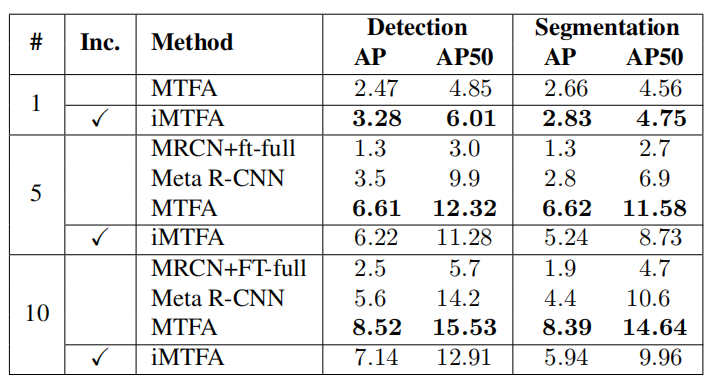 # Inc. Method Detection Segmentation
AP AP50 AP AP50
1 MTFA 2.47 4.85 2.66 4.56
✓ iMTFA 3.28 6.01 2.83 4.75
5 MRCN+ft-full 1.3 3.0 1.3 2.7
Meta R-CNN 3.5 9.9 2.8 6.9
MTFA 6.61 12.32 6.62 11.58
✓ iMTFA 6.22 11.28 5.24 8.73
10 MRCN+FT-full 2.5 5.7 1.9 4.7
Meta R-CNN 5.6 14.2 4.4 10.6
MTFA 8.52 15.53 8.39 14.64
✓ iMTFA 7.14 12.91 5.94 9.96